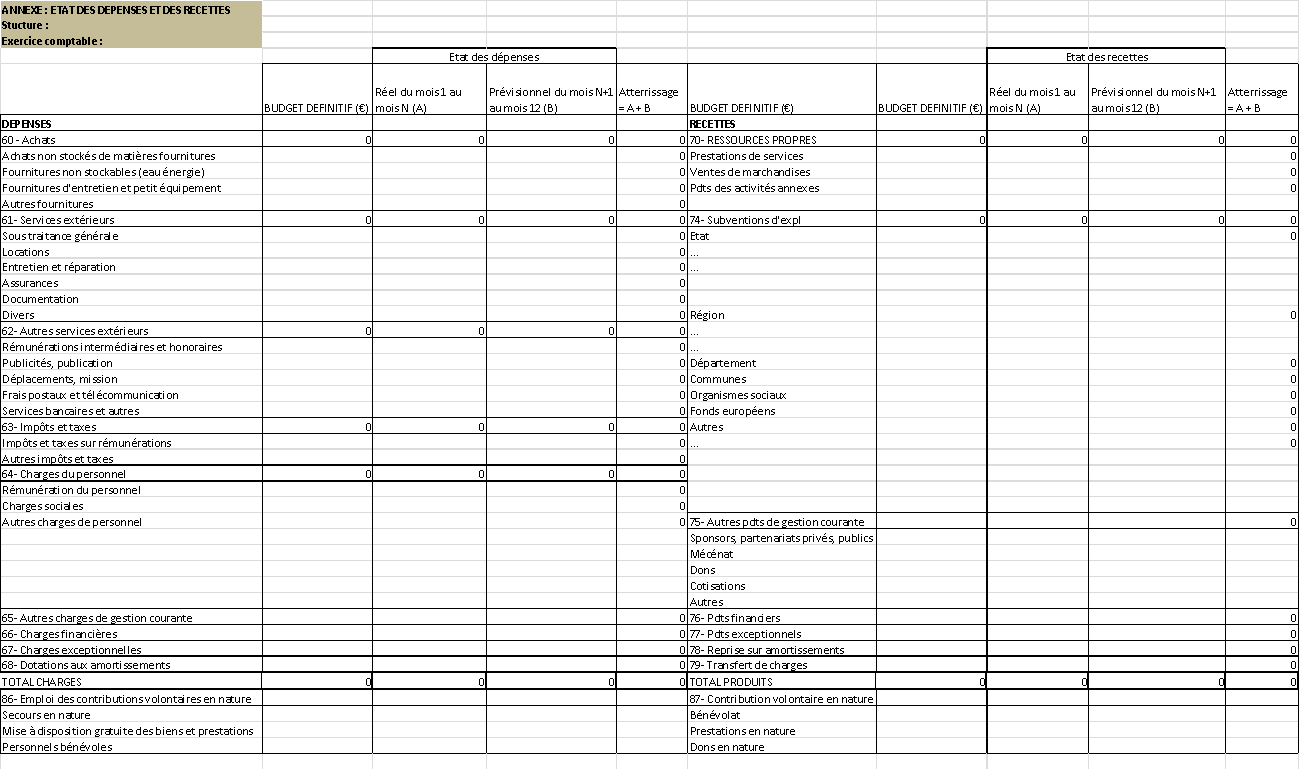 ANNEXE : ETAT DES DEPENSES ET DES RECETTES
Stucture :
Exercice comptable :
Etat des dépenses Etat des recettes
BUDGET DEFINITIF (€) Réel du mois 1 au mois N (A) Prévisionnel du mois N+1 au mois 12 (B) Atterrissage = A + B BUDGET DEFINITIF (€) BUDGET DEFINITIF (€) Réel du mois 1 au mois N (A) Prévisionnel du mois N+1 au mois 12 (B) Atterrissage = A + B
DEPENSES RECETTES
60 - Achats 0 0 0 0 70- RESSOURCES PROPRES 0 0 0 0
Achats non stockés de matières fournitures 0 Prestations de services 0
Fournitures non stockables (eau énergie) 0 Ventes de marchandises 0
Fournitures d'entretien et petit équipement 0 Pdts des activités annexes 0
Autres fournitures 0
61- Services extérieurs 0 0 0 0 74- Subventions d'expl 0 0 0 0
Sous traitance générale 0 Etat 0
Locations 0 ...
Entretien et réparation 0 ...
Assurances 0
Documentation 0
Divers 0 Région 0
62- Autres services extérieurs 0 0 0 0 ...
Rémunérations intermédiaires et honoraires 0 ...
Publicités, publication 0 Département 0
Déplacements, mission 0 Communes 0
Frais postaux et télécommunication 0 Organismes sociaux 0
Services bancaires et autres 0 Fonds européens 0
63- Impôts et taxes 0 0 0 0 Autres 0
Impôts et taxes sur rémunérations 0 ... 0
Autres impôts et taxes 0
64- Charges du personnel 0 0 0 0
Rémunération du personnel 0
Charges sociales 0
Autres charges de personnel 0 75- Autres pdts de gestion courante 0
Sponsors, partenariats privés, publics
Mécénat
Dons
Cotisations
Autres
65- Autres charges de gestion courante 0 76- Pdts financiers 0
66- Charges financières 0 77- Pdts exceptionnels 0
67- Charges exceptionnelles 0 78- Reprise sur amortissements 0
68- Dotations aux amortissements 0 79- Transfert de charges 0
TOTAL CHARGES 0 0 0 0 TOTAL PRODUITS 0 0 0 0
86- Emploi des contributions volontaires en nature 87- Contribution volontaire en nature
Secours en nature Bénévolat
Mise à disposition gratuite des biens et prestations Prestations en nature
Personnels bénévoles Dons en nature